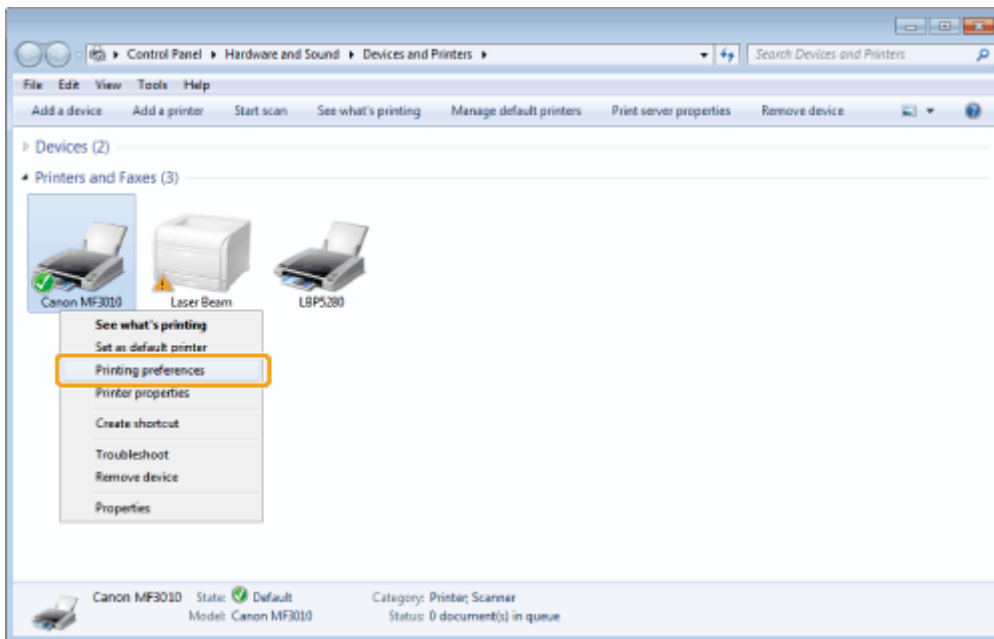 Control Panel ▸ Hardware and Sound ▸ Devices and Printers ▸ Search Devices and Printers
File Edit View Tools Help
Add a device Add a printer Start scan See what's printing Manage default printers Print server properties Remove device
Devices (2)
Printers and Faxes (3)
Canon MF3010 Laser Beam LBP5280
See what's printing
Set as default printer
Printing preferences
Printer properties
Create shortcut
Troubleshoot
Remove device
Properties
Canon MF3010 State: Default Category: Printer; Scanner
Model: Canon MF3010 Status: 0 document(s) in queue